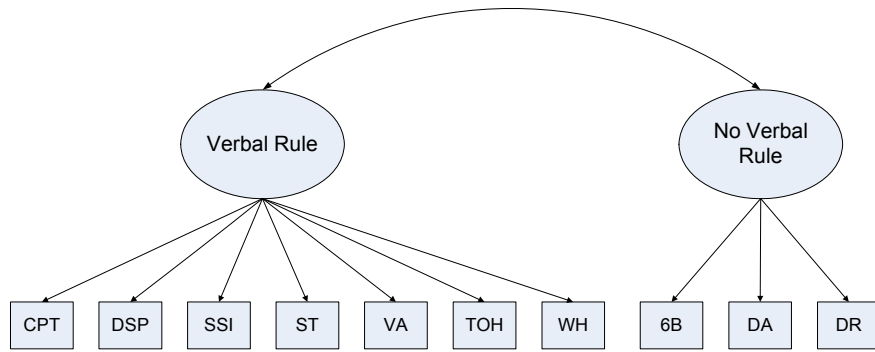 Verbal Rule
No Verbal
Rule
CPT
DSP
SSI
ST
VA
TOH
WH
6B
DA
DR